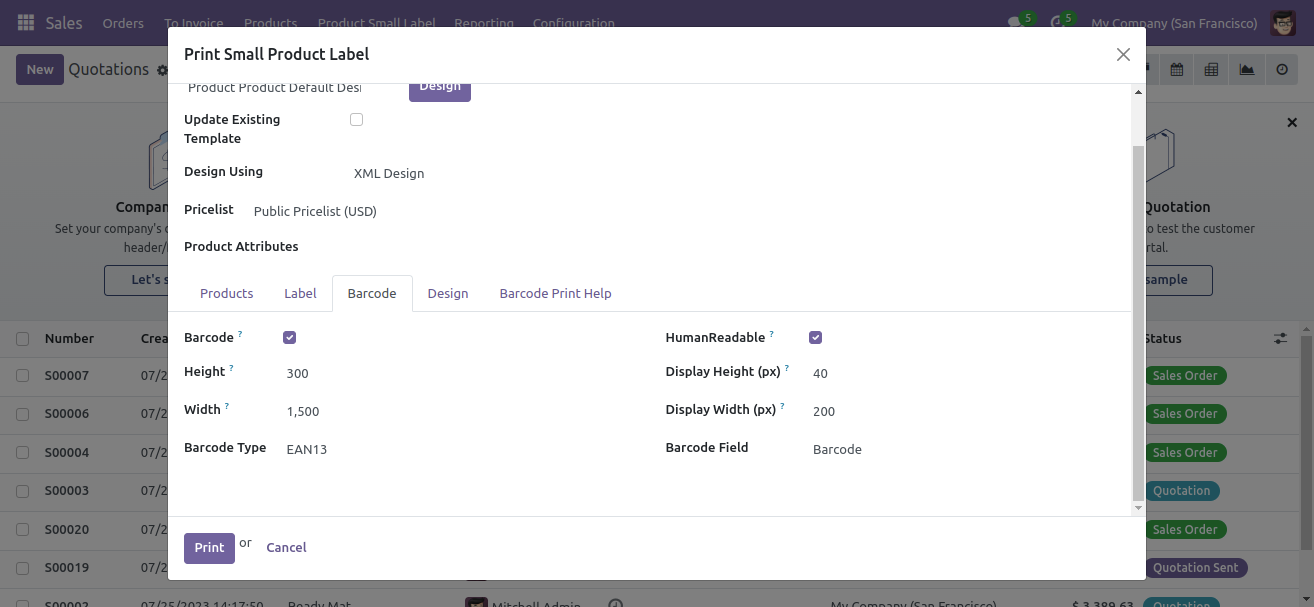 Sales Orders To Invoice Products Product Small Label Reporting Configuration 5 5 My Company (San Francisco)
New Quotations
Print Small Product Label
Product Product Default Desi Design
Update Existing
Template
Design Using XML Design
Pricelist Public Pricelist (USD)
Product Attributes
Products Label Barcode Design Barcode Print Help
Barcode ? HumanReadable ?
Height ? 300 Display Height (px) ? 40
Width ? 1,500 Display Width (px) ? 200
Barcode Type EAN13 Barcode Field Barcode
Print or Cancel
Compan Quotation
Set your company's to test the customer
header/ rtal.
Let's s sample
Number Crea Status
S00007 07/2 Sales Order
S00006 07/2 Sales Order
S00004 07/2 Sales Order
S00003 07/2 Quotation
S00020 07/2 Sales Order
S00019 07/2 Quotation Sent
S00002 07/25/2023 14:17:50 Ready Mat Mitchell Admin My Company (San Francisco) $ 3,389.63 Quotation